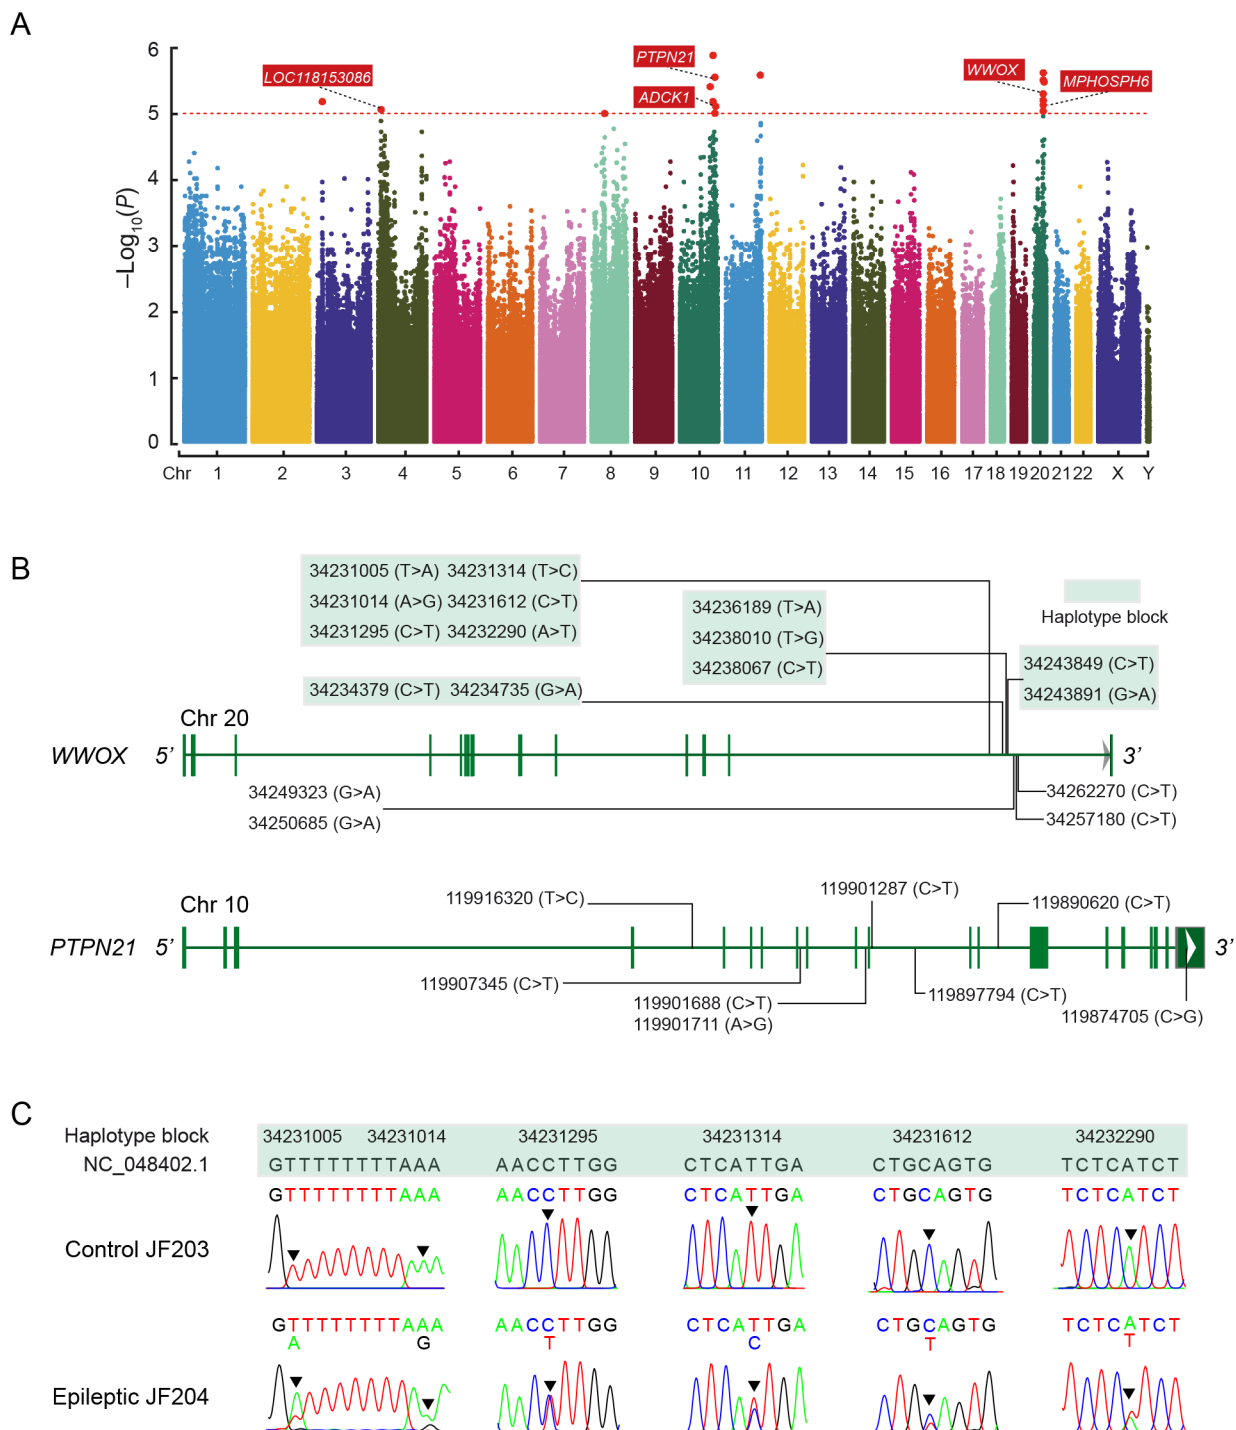 A
6
5
4
3
2
1
0
–Log10(P)
LOC118153086
PTPN21
ADCK1
WWOX
MPHOSPH6
Chr 1 2 3 4 5 6 7 8 9 10 11 12 13 14 15 16 17 18 19 20 21 22 X Y
B
34231005 (T>A) 34231314 (T>C)
34231014 (A>G) 34231612 (C>T)
34231295 (C>T) 34232290 (A>T)
34236189 (T>A)
34238010 (T>G)
34238067 (C>T)
Haplotype block
34243849 (C>T)
34243891 (G>A)
34234379 (C>T) 34234735 (G>A)
Chr 20
WWOX 5’ 3’
34249323 (G>A)
34250685 (G>A)
34262270 (C>T)
34257180 (C>T)
119916320 (T>C)
119901287 (C>T)
119890620 (C>T)
Chr 10
PTPN21 5’ 3’
119907345 (C>T)
119901688 (C>T)
119901711 (A>G)
119897794 (C>T)
119874705 (C>G)
C
Haplotype block 34231005 34231014 34231295 34231314 34231612 34232290
NC_048402.1 GTTTTTTTTAAA AACCTTGG CTCATTGA CTGCAGTG TCTCATCT
GTTTTTTTTAAA AACCTTGG CTCATTGA CTGCAGTG TCTCATCT
Control JF203
GTTTTTTTTAAA AACCTTGG CTCATTGA CTGCAGTG TCTCATCT
A G T C T T
Epileptic JF204